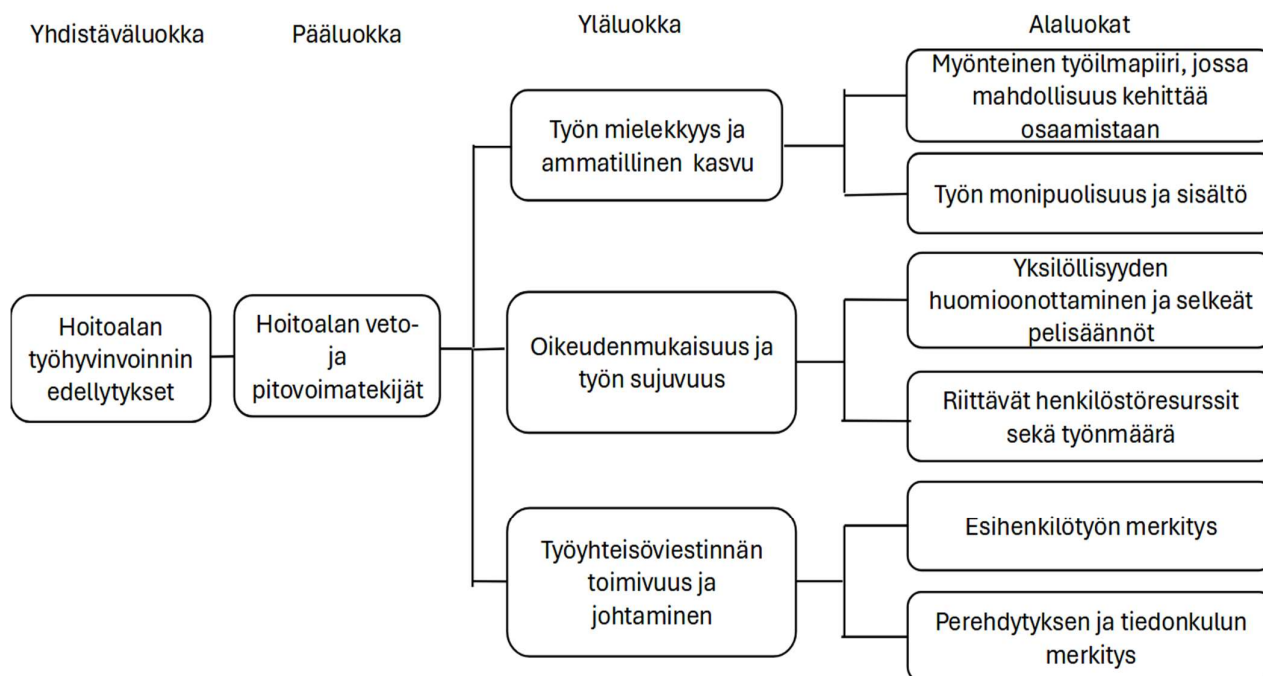 Yhdistäväluokka
Pääluokka
Yläluokka
Alaluokat
Hoitoalan
työhyvinvoinnin
edellytykset
Hoitoalan veto-
ja
pitovoimatekijät
Työn mielekkyys ja
ammatillinen kasvu
Myönteinen työilmapiiri, jossa
mahdollisuus kehittää
osaamistaan
Työn monipuolisuus ja sisältö
Oikeudenmukaisuus ja
työn sujuvuus
Yksilöllisyyden
huomioonottaminen ja selkeät
pelisäännöt
Riittävät henkilöstöresurssit
sekä työnmäärä
Työyhteisöviestinnän
toimivuus ja
johtaminen
Esihenkilötyön merkitys
Perehdytyksen ja tiedonkulun
merkitys